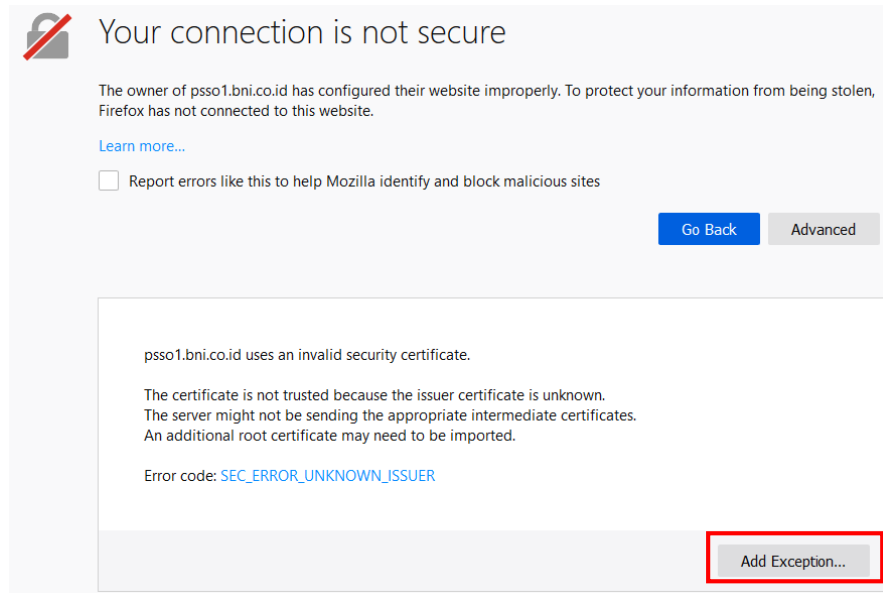 Your connection is not secure
The owner of psso1.bni.co.id has configured their website improperly. To protect your information from being stolen,
Firefox has not connected to this website.
Learn more...
Report errors like this to help Mozilla identify and block malicious sites
Go Back
Advanced
psso1.bni.co.id uses an invalid security certificate.
The certificate is not trusted because the issuer certificate is unknown.
The server might not be sending the appropriate intermediate certificates.
An additional root certificate may need to be imported.
Error code: SEC_ERROR_UNKNOWN_ISSUER
Add Exception...